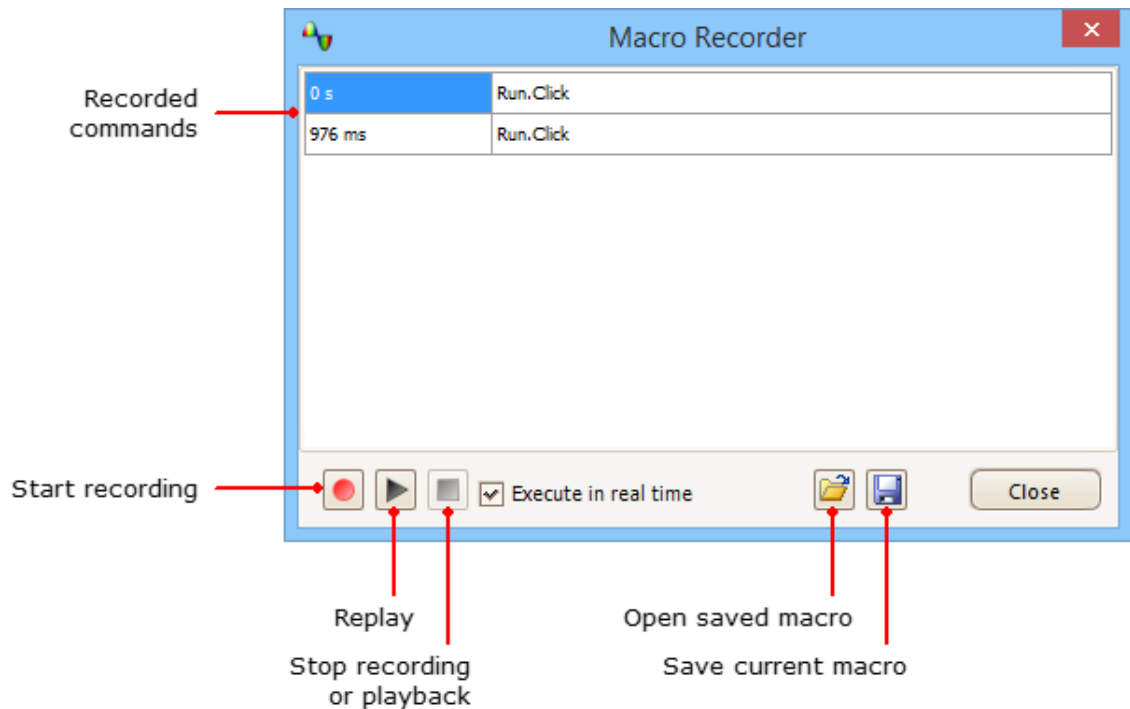 Macro Recorder
Recorded
commands
0 s Run.Click
976 ms Run.Click
Start recording
Execute in real time
Close
Replay
Open saved macro
Stop recording
or playback
Save current macro